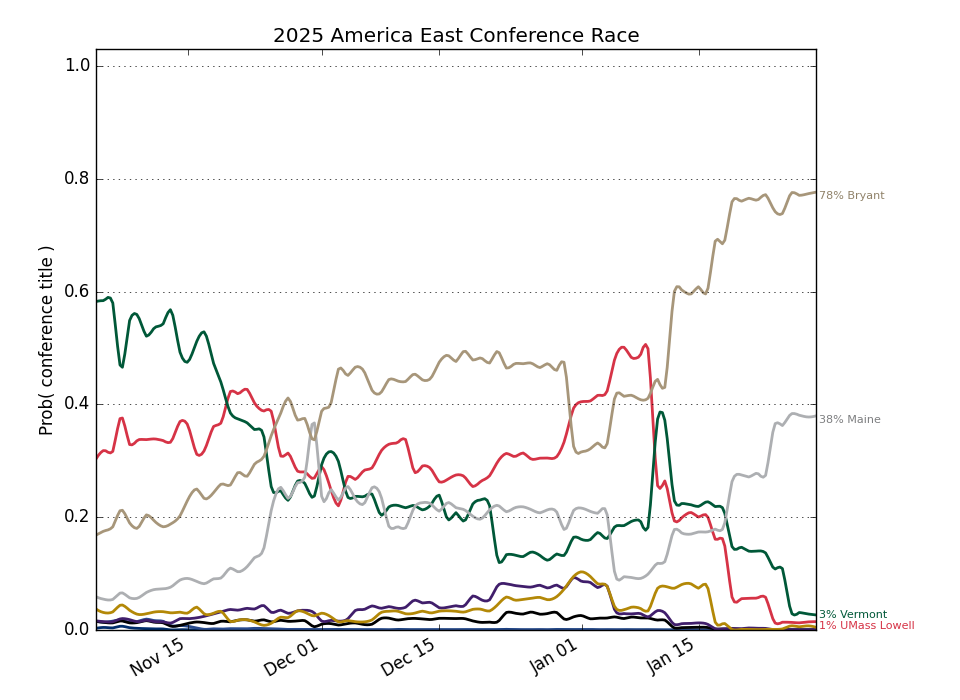 2025 America East Conference Race
1.0
0.8
0.6
0.4
0.2
0.0
Prob( conference title )
78% Bryant
38% Maine
3% Vermont
1% UMass Lowell
Nov 15
Dec 01
Dec 15
Jan 01
Jan 15